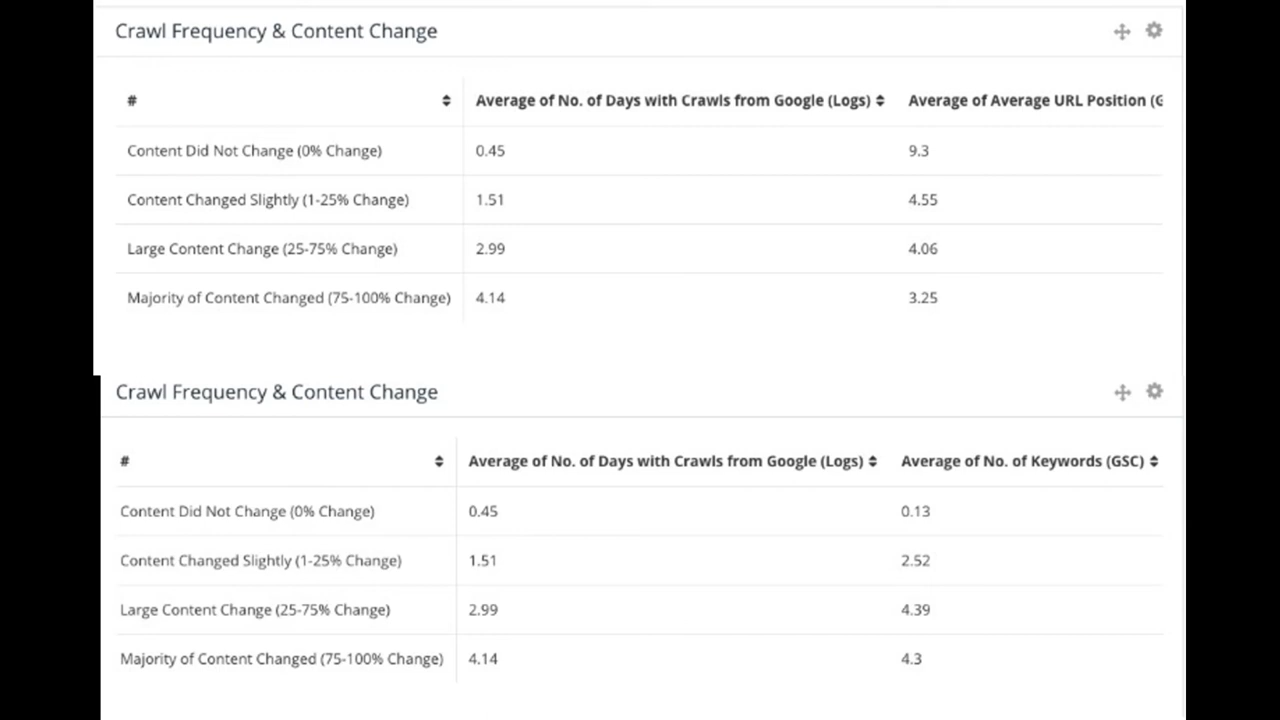 Crawl Frequency & Content Change
# Average of No. of Days with Crawls from Google (Logs) Average of Average URL Position (G
Content Did Not Change (0% Change) 0.45 9.3
Content Changed Slightly (1-25% Change) 1.51 4.55
Large Content Change (25-75% Change) 2.99 4.06
Majority of Content Changed (75-100% Change) 4.14 3.25
Crawl Frequency & Content Change
# Average of No. of Days with Crawls from Google (Logs) Average of No. of Keywords (GSC)
Content Did Not Change (0% Change) 0.45 0.13
Content Changed Slightly (1-25% Change) 1.51 2.52
Large Content Change (25-75% Change) 2.99 4.39
Majority of Content Changed (75-100% Change) 4.14 4.3